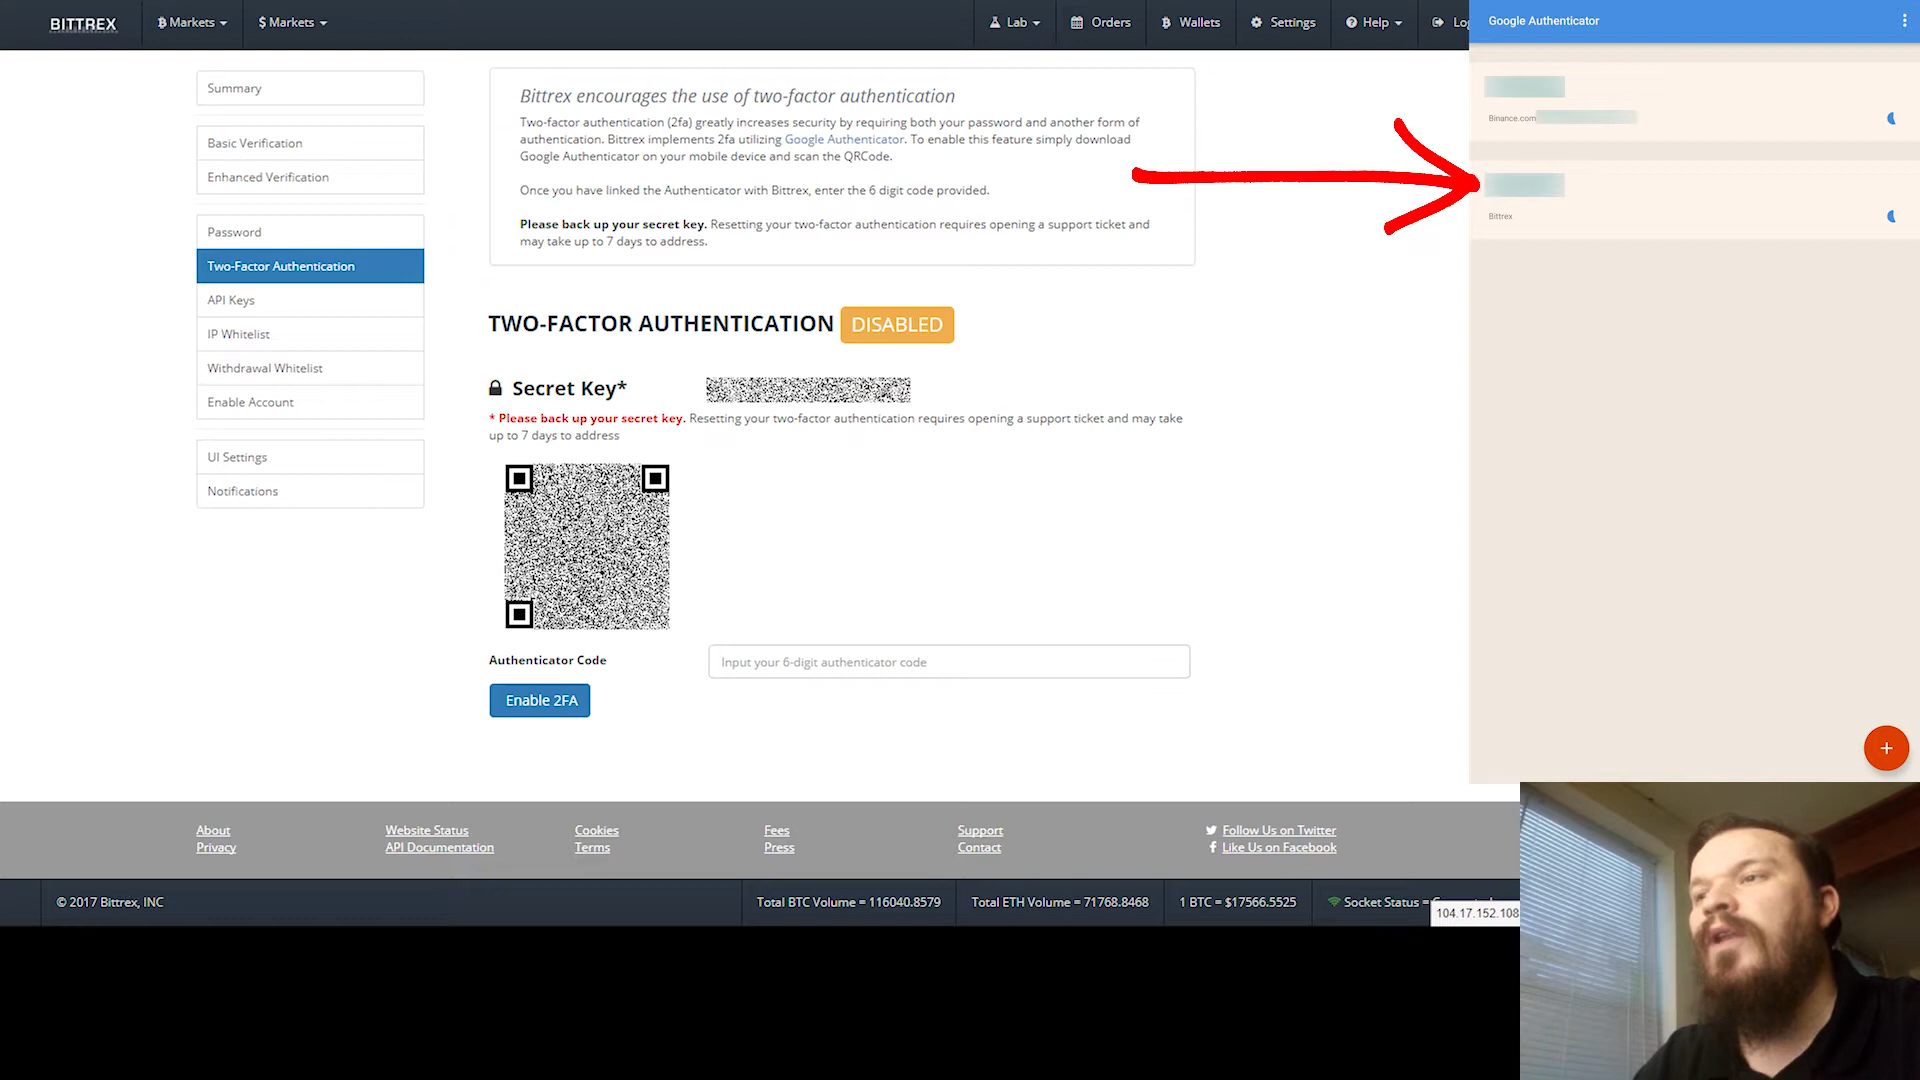 BITTREX
Ƀ Markets
$ Markets
Lab
Orders
Wallets
Settings
Help
Summary
Basic Verification
Enhanced Verification
Password
Two-Factor Authentication
API Keys
IP Whitelist
Withdrawal Whitelist
Enable Account
UI Settings
Notifications
Bittrex encourages the use of two-factor authentication
Two-factor authentication (2fa) greatly increases security by requiring both your password and another form of
authentication. Bittrex implements 2fa utilizing Google Authenticator. To enable this feature simply download
Google Authenticator on your mobile device and scan the QRCode.
Once you have linked the Authenticator with Bittrex, enter the 6 digit code provided.
Please back up your secret key. Resetting your two-factor authentication requires opening a support ticket and
may take up to 7 days to address.
TWO-FACTOR AUTHENTICATION DISABLED
Secret Key*
* Please back up your secret key. Resetting your two-factor authentication requires opening a support ticket and may take
up to 7 days to address
Authenticator Code
Input your 6-digit authenticator code
Enable 2FA
Google Authenticator
Binance.com
Bittrex
+
About
Privacy
Website Status
API Documentation
Cookies
Terms
Fees
Press
Support
Contact
Follow Us on Twitter
Like Us on Facebook
© 2017 Bittrex, INC
Total BTC Volume = 116040.8579
Total ETH Volume = 71768.8468
1 BTC = $17566.5525
Socket Status =
104.17.152.108